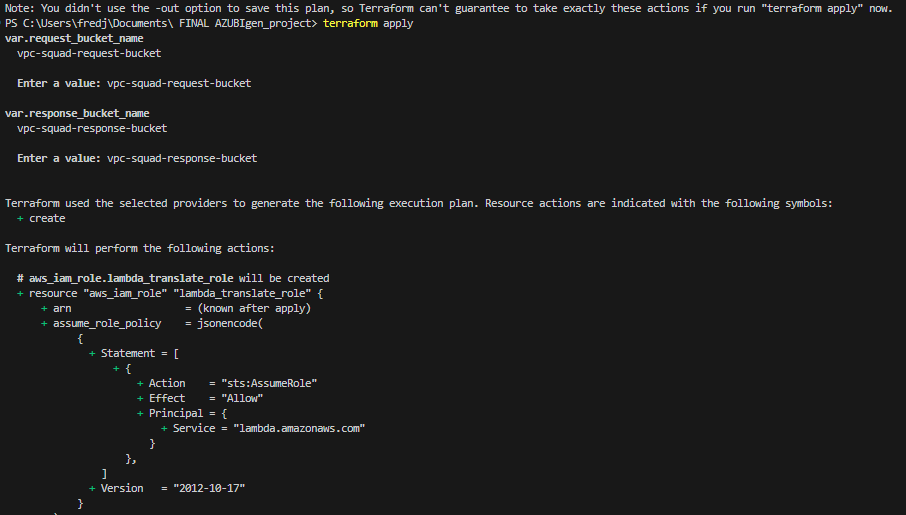 Note: You didn't use the -out option to save this plan, so Terraform can't guarantee to take exactly these actions if you run "terraform apply" now.
PS C:\Users\fredj\Documents\ FINAL AZUBIgen_project> terraform apply
var.request_bucket_name
  vpc-squad-request-bucket

  Enter a value: vpc-squad-request-bucket

var.response_bucket_name
  vpc-squad-response-bucket

  Enter a value: vpc-squad-response-bucket


Terraform used the selected providers to generate the following execution plan. Resource actions are indicated with the following symbols:
  + create

Terraform will perform the following actions:

  # aws_iam_role.lambda_translate_role will be created
  + resource "aws_iam_role" "lambda_translate_role" {
      + arn                   = (known after apply)
      + assume_role_policy    = jsonencode(
            {
              + Statement = [
                  + {
                      + Action    = "sts:AssumeRole"
                      + Effect    = "Allow"
                      + Principal = {
                          + Service = "lambda.amazonaws.com"
                        }
                    },
                ]
              + Version   = "2012-10-17"
            }